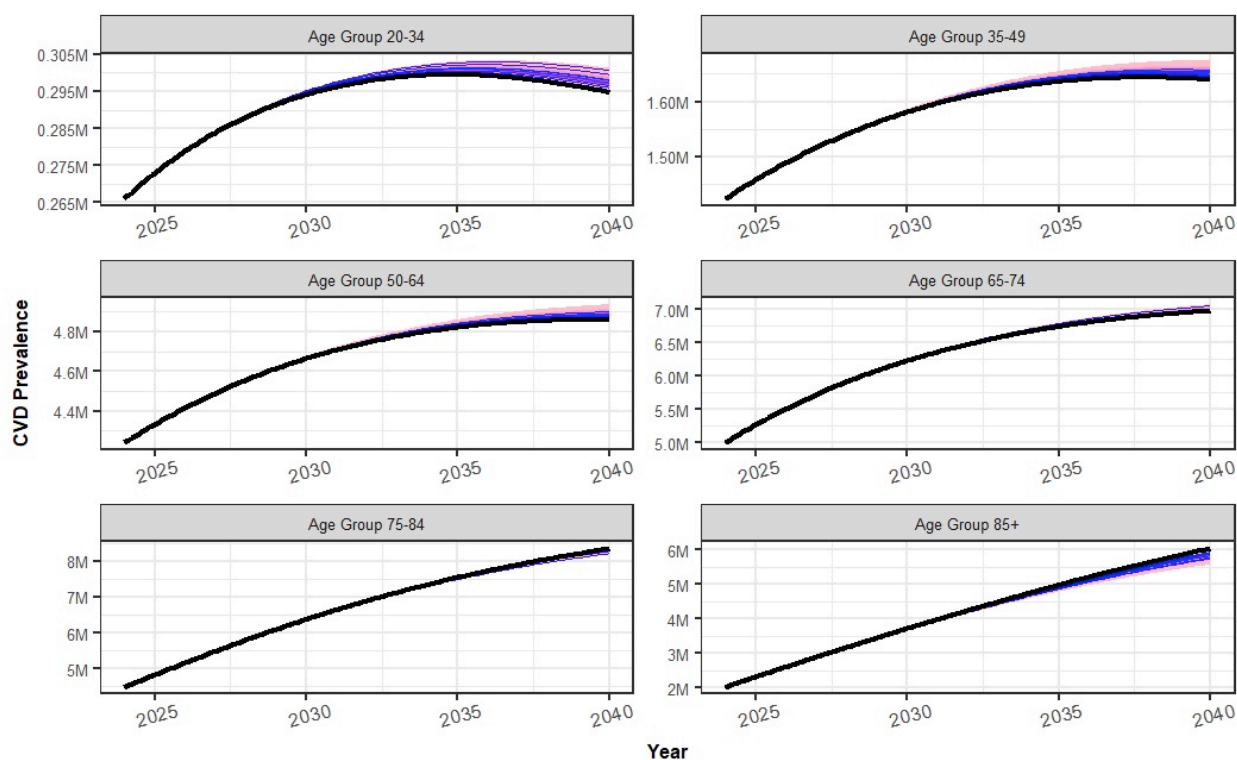 Age Group 20-34
0.305M
0.295M
0.285M
0.275M
0.265M
2025 2030 2035 2040
Age Group 35-49
1.60M
1.50M
2025 2030 2035 2040
CVD Prevalence
Age Group 50-64
4.8M
4.6M
4.4M
2025 2030 2035 2040
Age Group 65-74
7.0M
6.5M
6.0M
5.5M
5.0M
2025 2030 2035 2040
Age Group 75-84
8M
7M
6M
5M
2025 2030 2035 2040
Age Group 85+
6M
5M
4M
3M
2M
2025 2030 2035 2040
Year